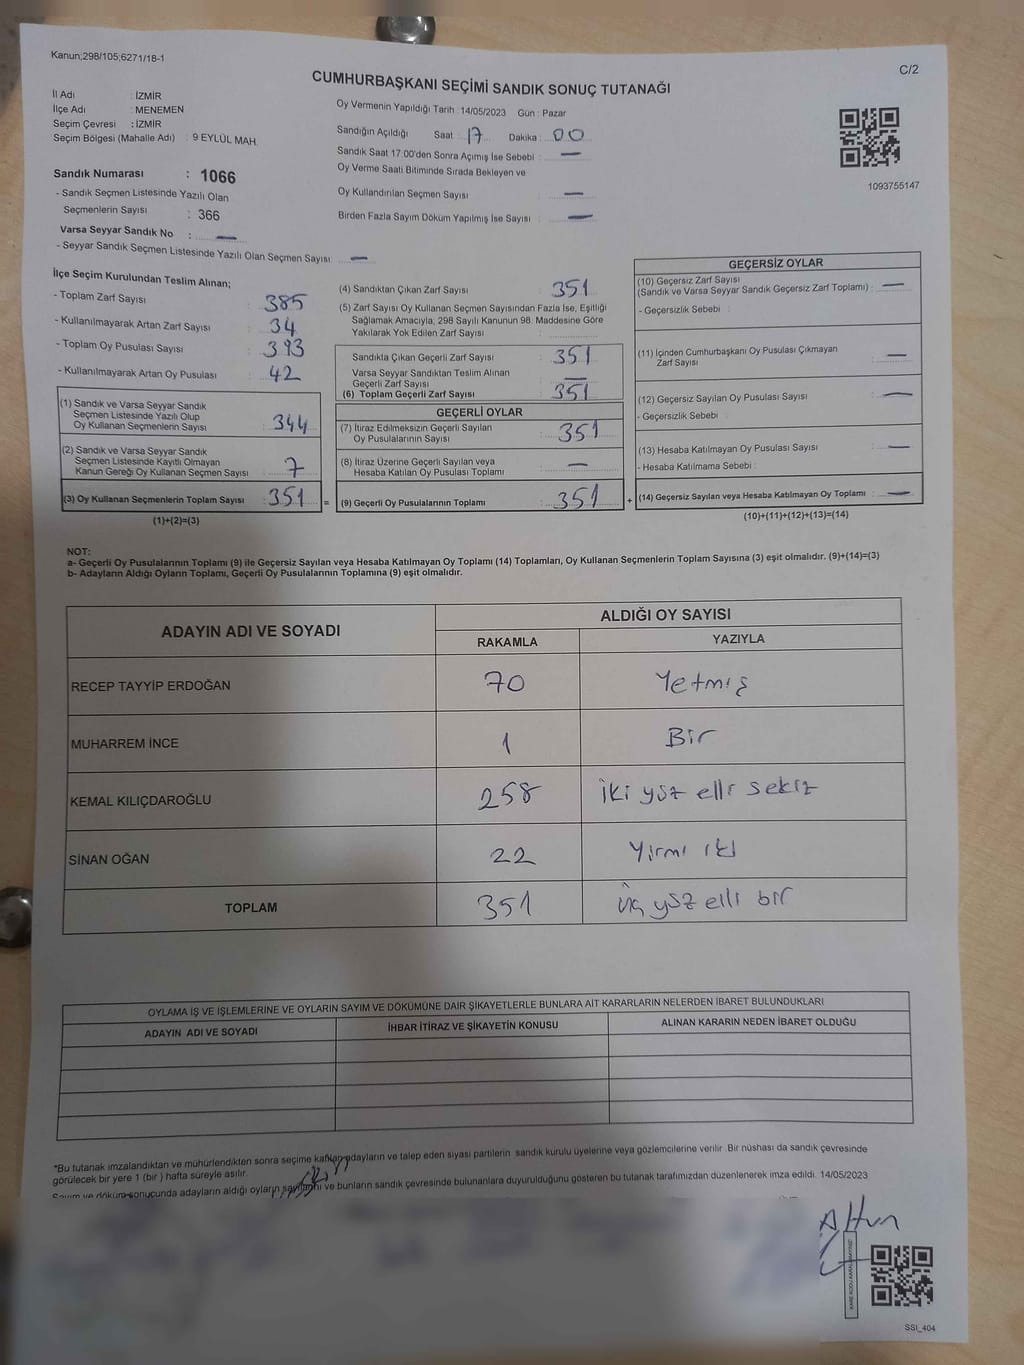 Kanun;298/105;6271/18-1
C/2
CUMHURBAŞKANI SEÇİMİ SANDIK SONUÇ TUTANAĞI
İl Adı : İZMİR
İlçe Adı : MENEMEN
Seçim Çevresi : İZMİR
Seçim Bölgesi (Mahalle Adı) : 9 EYLÜL MAH.
Oy Vermenin Yapıldığı Tarih : 14/05/2023 Gün : Pazar
Sandığın Açıldığı Saat : 17 Dakika : 00
Sandık Saat 17:00'den Sonra Açımış İse Sebebi : —
Oy Verme Saati Bitiminde Sırada Bekleyen ve
Oy Kullandırılan Seçmen Sayısı : —
Birden Fazla Sayım Döküm Yapılmış İse Sayısı : —
1093755147
Sandık Numarası : 1066
- Sandık Seçmen Listesinde Yazılı Olan
Seçmenlerin Sayısı : 366
Varsa Seyyar Sandık No : —
- Seyyar Sandık Seçmen Listesinde Yazılı Olan Seçmen Sayısı : —
İlçe Seçim Kurulundan Teslim Alınan;
- Toplam Zarf Sayısı : 385
- Kullanılmayarak Artan Zarf Sayısı : 34
- Toplam Oy Pusulası Sayısı : 393
- Kullanılmayarak Artan Oy Pusulası : 42
(1) Sandık ve Varsa Seyyar Sandık
Seçmen Listesinde Yazılı Olup
Oy Kullanan Seçmenlerin Sayısı : 344
(2) Sandık ve Varsa Seyyar Sandık
Seçmen Listesinde Kayıtlı Olmayan
Kanun Gereği Oy Kullanan Seçmen Sayısı : 7
(3) Oy Kullanan Seçmenlerin Toplam Sayısı : 351 =
(1)+(2)=(3)
(4) Sandıktan Çıkan Zarf Sayısı : 351
(5) Zarf Sayısı Oy Kullanan Seçmen Sayısından Fazla İse, Eşitliği
Sağlamak Amacıyla, 298 Sayılı Kanunun 98. Maddesine Göre
Yakılarak Yok Edilen Zarf Sayısı :
Sandıkta Çıkan Geçerli Zarf Sayısı : 351
Varsa Seyyar Sandıktan Teslim Alınan
Geçerli Zarf Sayısı : —
(6) Toplam Geçerli Zarf Sayısı : 351
GEÇERLİ OYLAR
(7) İtiraz Edilmeksizin Geçerli Sayılan
Oy Pusulalarının Sayısı : 351
(8) İtiraz Üzerine Geçerli Sayılan veya
Hesaba Katılan Oy Pusulası Toplamı : —
(9) Geçerli Oy Pusulalarının Toplamı : 351 +
GEÇERSİZ OYLAR
(10) Geçersiz Zarf Sayısı
(Sandık ve Varsa Seyyar Sandık Geçersiz Zarf Toplamı) : —
- Geçersizlik Sebebi :
(11) İçinden Cumhurbaşkanı Oy Pusulası Çıkmayan
Zarf Sayısı : —
(12) Geçersiz Sayılan Oy Pusulası Sayısı : —
- Geçersizlik Sebebi :
(13) Hesaba Katılmayan Oy Pusulası Sayısı : —
- Hesaba Katılmama Sebebi :
(14) Geçersiz Sayılan veya Hesaba Katılmayan Oy Toplamı : —
(10)+(11)+(12)+(13)=(14)
NOT:
a- Geçerli Oy Pusulalarının Toplamı (9) ile Geçersiz Sayılan veya Hesaba Katılmayan Oy Toplamı (14) Toplamları, Oy Kullanan Seçmenlerin Toplam Sayısına (3) eşit olmalıdır. (9)+(14)=(3)
b- Adayların Aldığı Oyların Toplamı, Geçerli Oy Pusulalarının Toplamına (9) eşit olmalıdır.
ADAYIN ADI VE SOYADI ALDIĞI OY SAYISI
RAKAMLA YAZIYLA
RECEP TAYYİP ERDOĞAN 70 Yetmiş
MUHARREM İNCE 1 Bir
KEMAL KILIÇDAROĞLU 258 iki yüz elli sekiz
SİNAN OĞAN 22 Yirmi iki
TOPLAM 351 üç yüz elli bir
OYLAMA İŞ VE İŞLEMLERİNE VE OYLARIN SAYIM VE DÖKÜMÜNE DAİR ŞİKAYETLERLE BUNLARA AİT KARARLARIN NELERDEN İBARET BULUNDUKLARI
ADAYIN ADI VE SOYADI İHBAR İTİRAZ VE ŞİKAYETİN KONUSU ALINAN KARARIN NEDEN İBARET OLDUĞU
*Bu tutanak imzalandıktan ve mühürlendikten sonra seçime katılan adayların ve talep eden siyasi partilerin sandık kurulu üyelerine veya gözlemcilerine verilir. Bir nüshası da sandık çevresinde
görülecek bir yere 1 (bir) hafta süreyle asılır.
Sayım ve döküm sonucunda adayların aldığı oyların sayılarını ve bunların sandık çevresinde bulunanlara duyurulduğunu gösteren bu tutanak tarafımızdan düzenlenerek imza edildi. 14/05/2023
Altun
SSI_404